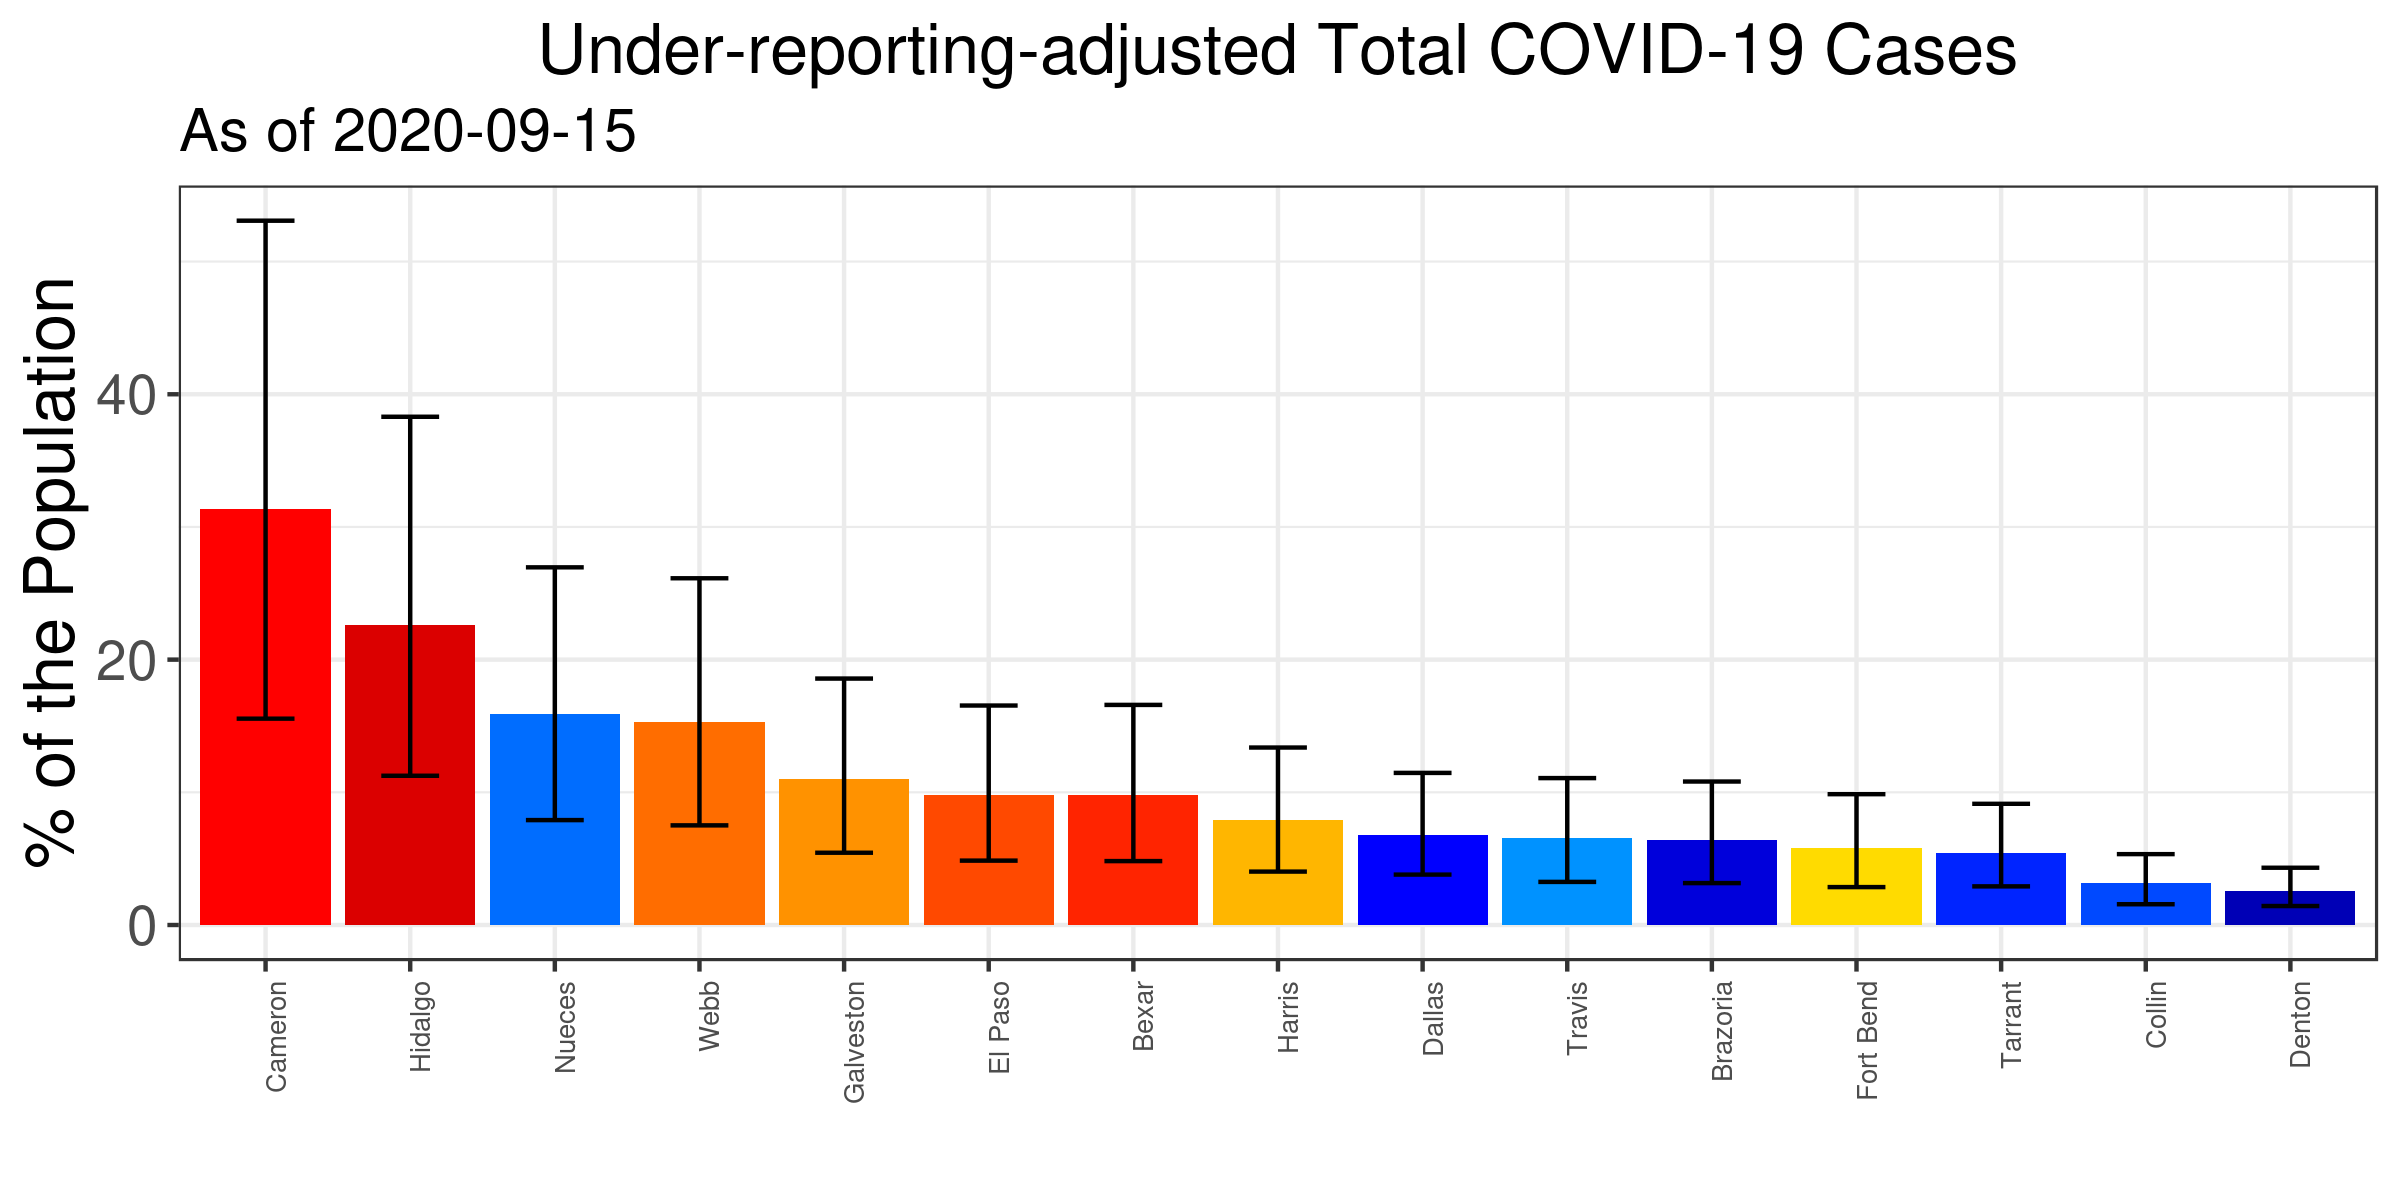 Under-reporting-adjusted Total COVID-19 Cases
As of 2020-09-15
% of the Population
40
20
0
Cameron
Hidalgo
Nueces
Webb
Galveston
El Paso
Bexar
Harris
Dallas
Travis
Brazoria
Fort Bend
Tarrant
Collin
Denton